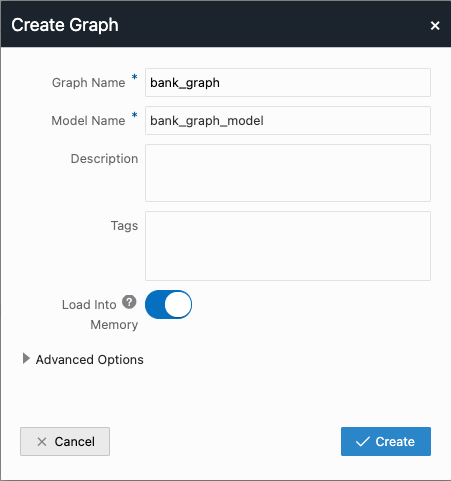 Create Graph ×
Graph Name * bank_graph
Model Name * bank_graph_model
Description
Tags
Load Into ?
Memory
Advanced Options
Cancel Create